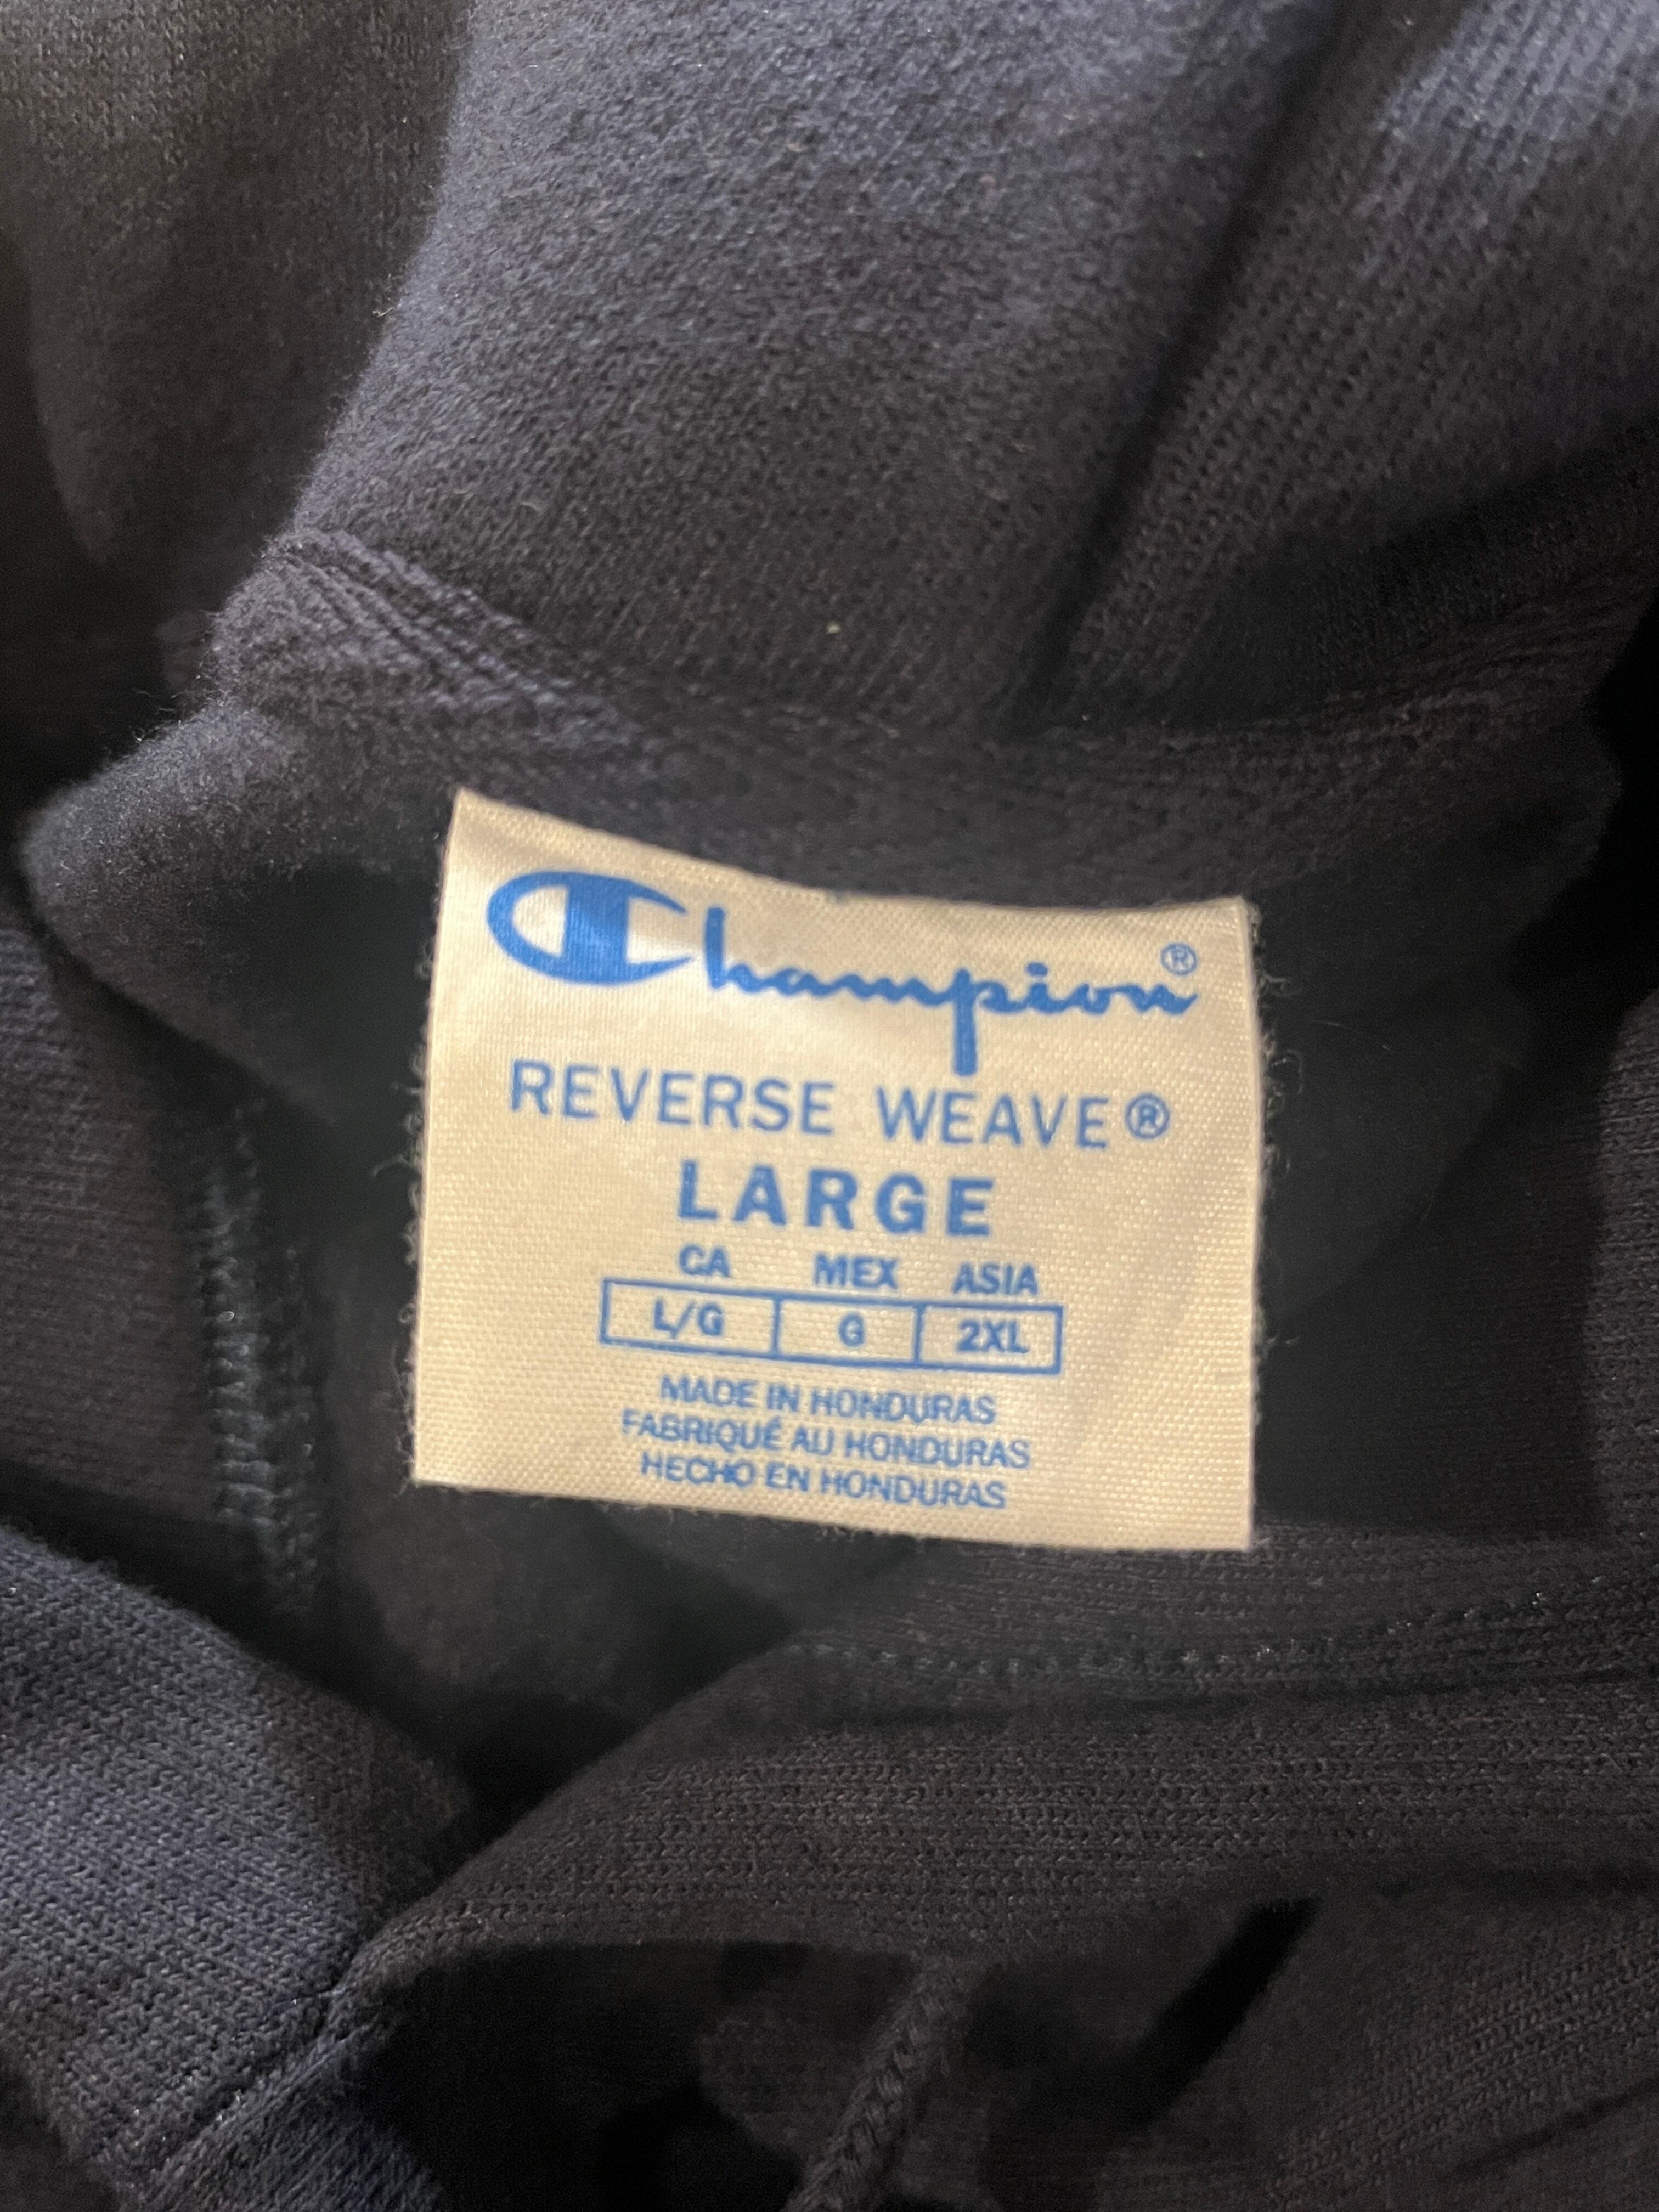 Champion®
REVERSE WEAVE®
LARGE
CA MEX ASIA
L/G G 2XL
MADE IN HONDURAS
FABRIQUÉ AU HONDURAS
HECHO EN HONDURAS